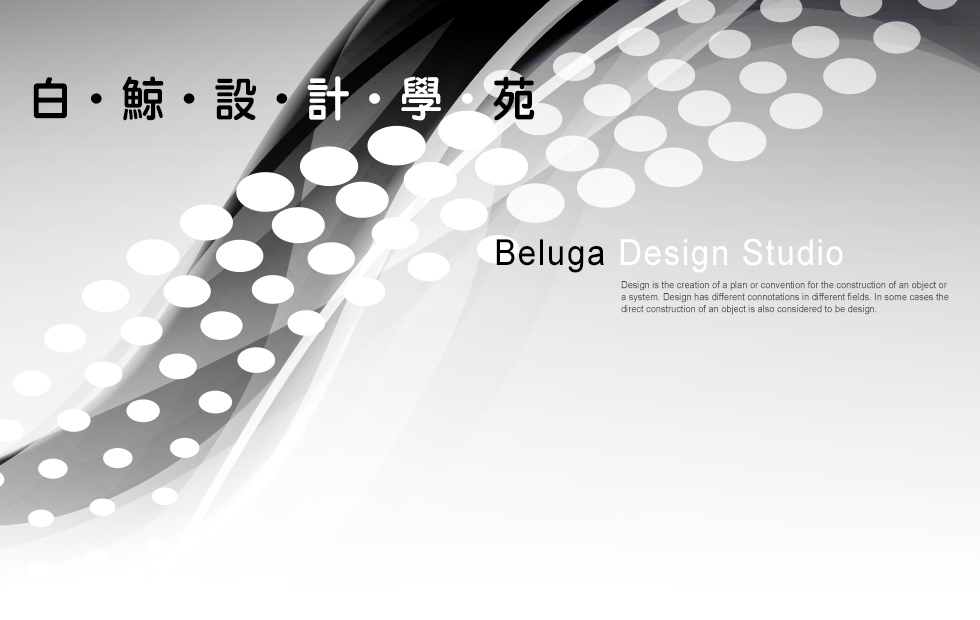 白·鯨·設·計·學·苑
Beluga Design Studio
Design is the creation of a plan or convention for the construction of an object or
a system. Design has different connotations in different fields. In some cases the
direct construction of an object is also considered to be design.